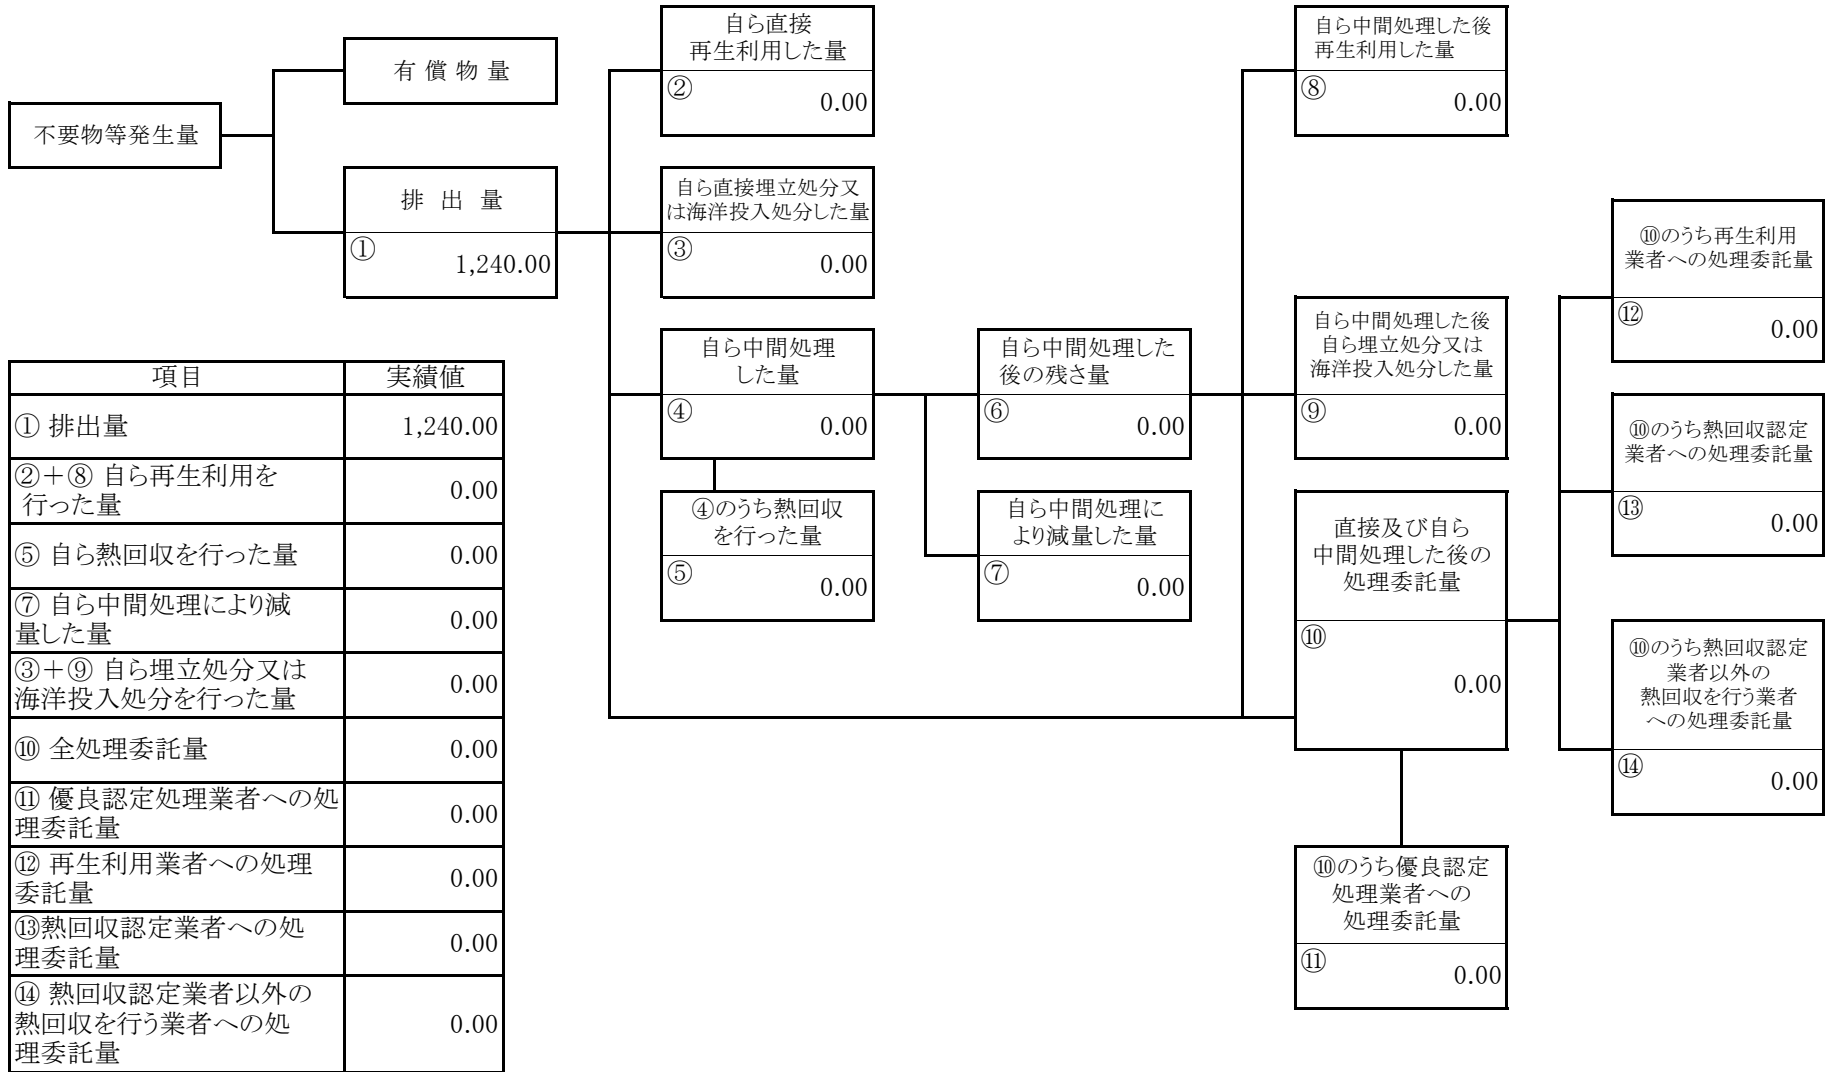 不要物等発生量
有 償 物 量
排 出 量
①
1,240.00
自ら直接
再生利用した量
②
0.00
自ら直接埋立処分又
は海洋投入処分した量
③
0.00
自ら中間処理
した量
④
0.00
④のうち熱回収
を行った量
⑤
0.00
自ら中間処理した
後の残さ量
⑥
0.00
自ら中間処理に
より減量した量
⑦
0.00
自ら中間処理した後
再生利用した量
⑧
0.00
自ら中間処理した後
自ら埋立処分又は
海洋投入処分した量
⑨
0.00
直接及び自ら
中間処理した後の
処理委託量
⑩
0.00
⑩のうち優良認定
処理業者への
処理委託量
⑪
0.00
⑩のうち再生利用
業者への処理委託量
⑫
0.00
⑩のうち熱回収認定
業者への処理委託量
⑬
0.00
⑩のうち熱回収認定
業者以外の
熱回収を行う業者
への処理委託量
⑭
0.00
項目 実績値
① 排出量 1,240.00
②＋⑧ 自ら再生利用を
行った量 0.00
⑤ 自ら熱回収を行った量 0.00
⑦ 自ら中間処理により減
量した量 0.00
③＋⑨ 自ら埋立処分又は
海洋投入処分を行った量 0.00
⑩ 全処理委託量 0.00
⑪ 優良認定処理業者への処
理委託量 0.00
⑫ 再生利用業者への処理
委託量 0.00
⑬熱回収認定業者への処
理委託量 0.00
⑭ 熱回収認定業者以外の
熱回収を行う業者への処
理委託量 0.00